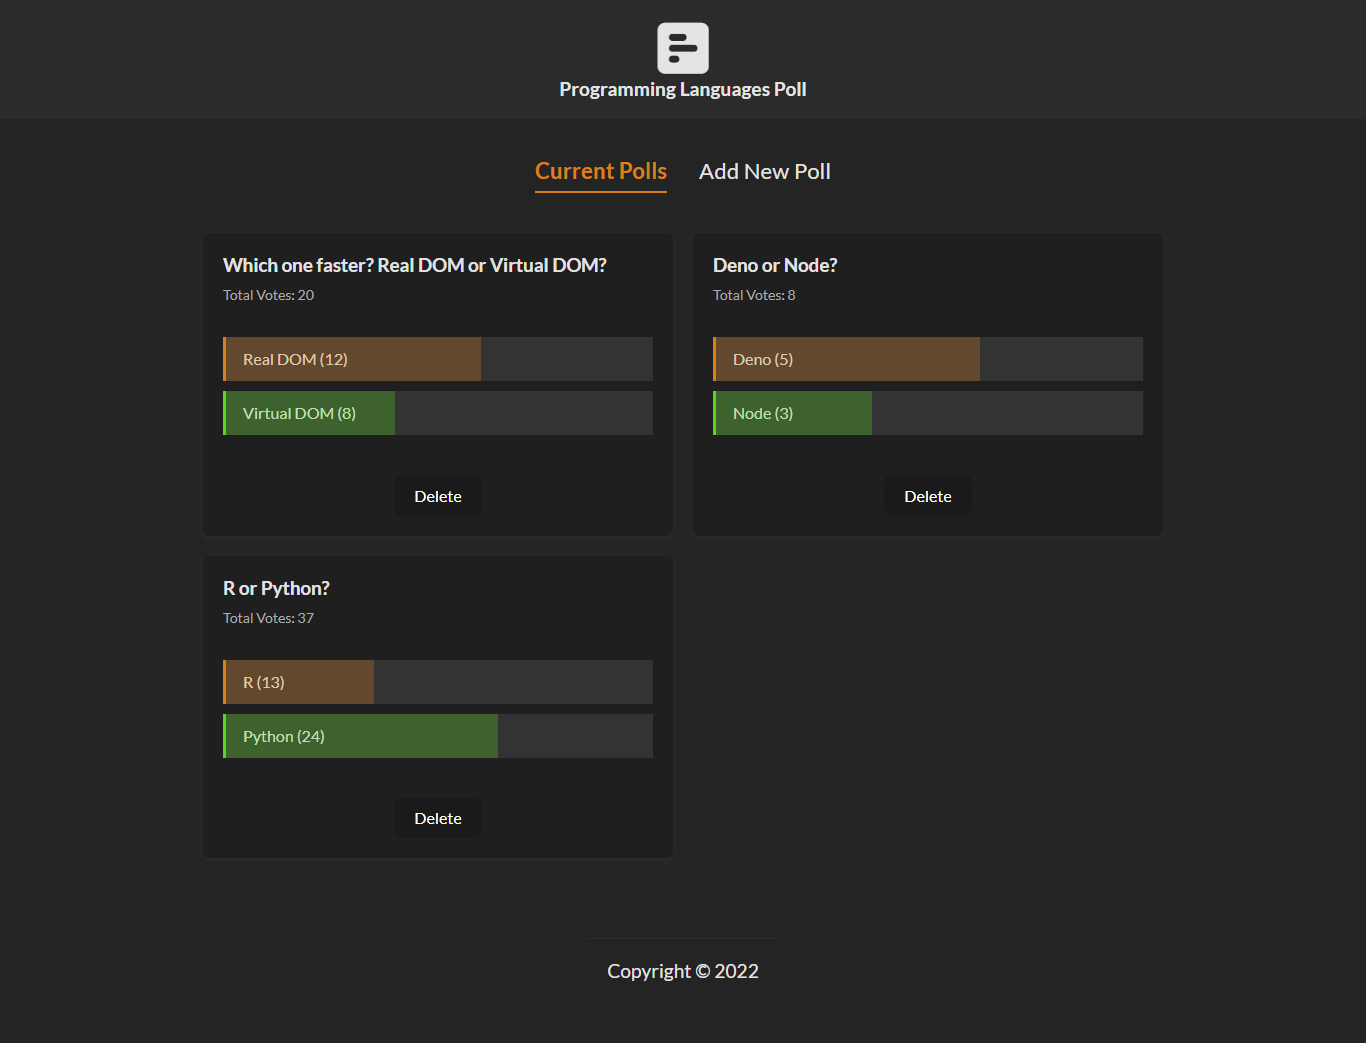 Programming Languages Poll
Current Polls
Add New Poll
Which one faster? Real DOM or Virtual DOM?
Total Votes: 20
Real DOM (12)
Virtual DOM (8)
Delete
Deno or Node?
Total Votes: 8
Deno (5)
Node (3)
Delete
R or Python?
Total Votes: 37
R (13)
Python (24)
Delete
Copyright © 2022